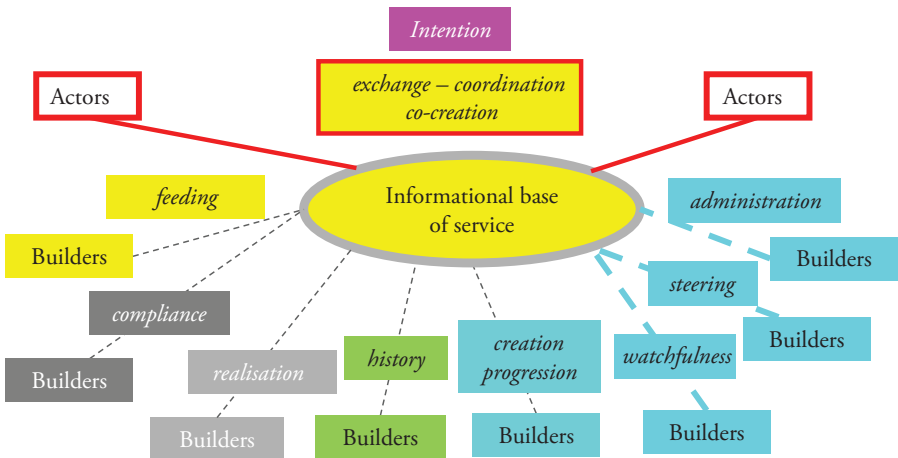 Intention
exchange – coordination
co-creation
Actors
Actors
Informational base
of service
feeding
administration
Builders
Builders
compliance
steering
Builders
realisation
history
creation
progression
watchfulness
Builders
Builders
Builders
Builders
Builders